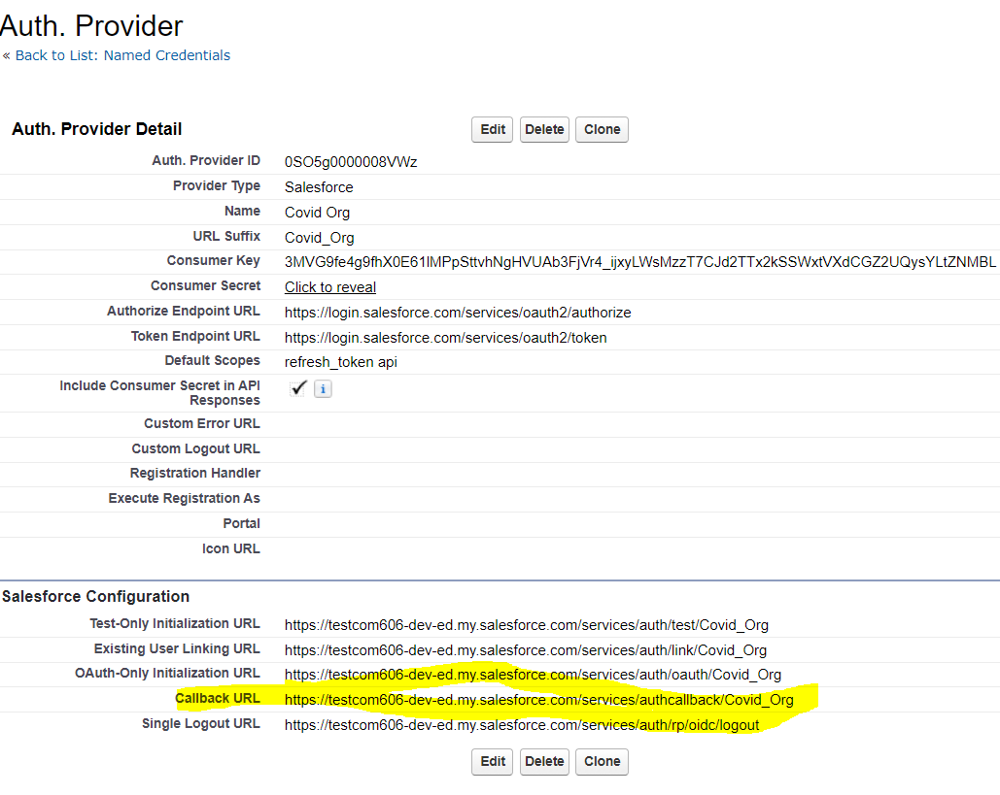 Auth. Provider
« Back to List: Named Credentials
Auth. Provider Detail Edit Delete Clone
Auth. Provider ID 0SO5g0000008VWz
Provider Type Salesforce
Name Covid Org
URL Suffix Covid_Org
Consumer Key 3MVG9fe4g9fhX0E61lMPpSttvhNgHVUAb3FjVr4_ijxyLWsMzzT7CJd2TTx2kSSWxtVXdCGZ2UQysYLtZNMBL
Consumer Secret Click to reveal
Authorize Endpoint URL https://login.salesforce.com/services/oauth2/authorize
Token Endpoint URL https://login.salesforce.com/services/oauth2/token
Default Scopes refresh_token api
Include Consumer Secret in API
Responses
Custom Error URL
Custom Logout URL
Registration Handler
Execute Registration As
Portal
Icon URL
Salesforce Configuration
Test-Only Initialization URL https://testcom606-dev-ed.my.salesforce.com/services/auth/test/Covid_Org
Existing User Linking URL https://testcom606-dev-ed.my.salesforce.com/services/auth/link/Covid_Org
OAuth-Only Initialization URL https://testcom606-dev-ed.my.salesforce.com/services/auth/oauth/Covid_Org
Callback URL https://testcom606-dev-ed.my.salesforce.com/services/authcallback/Covid_Org
Single Logout URL https://testcom606-dev-ed.my.salesforce.com/services/auth/rp/oidc/logout
Edit Delete Clone